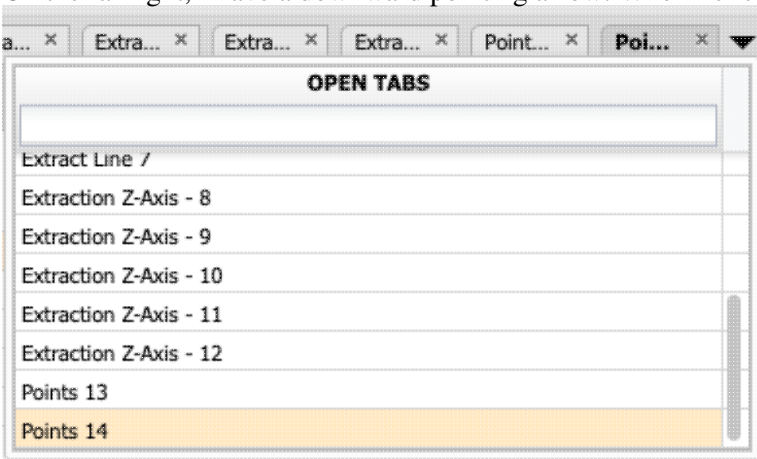 a... × Extra... × Extra... × Extra... × Point... × Poi... ×
OPEN TABS
Extract Line 7
Extraction Z-Axis - 8
Extraction Z-Axis - 9
Extraction Z-Axis - 10
Extraction Z-Axis - 11
Extraction Z-Axis - 12
Points 13
Points 14